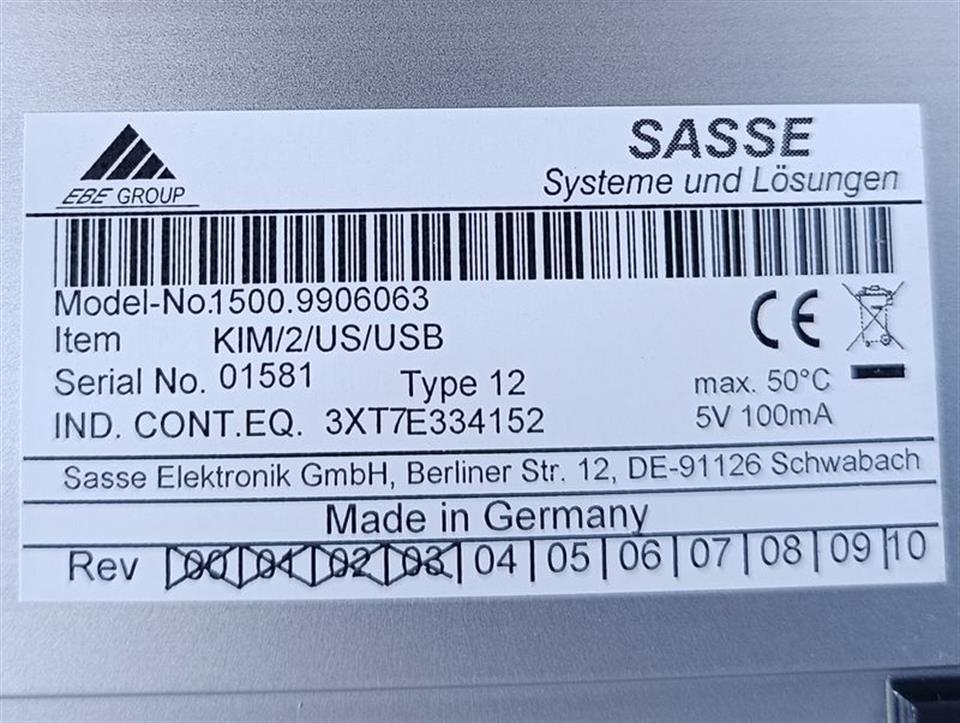 EBE GROUP
SASSE
Systeme und Lösungen
Model-No.1500.9906063
Item KIM/2/US/USB
CE
Serial No. 01581 Type 12 max. 50°C
IND. CONT.EQ. 3XT7E334152 5V 100mA
Sasse Elektronik GmbH, Berliner Str. 12, DE-91126 Schwabach
Made in Germany
Rev 00 01 02 03 04 05 06 07 08 09 10